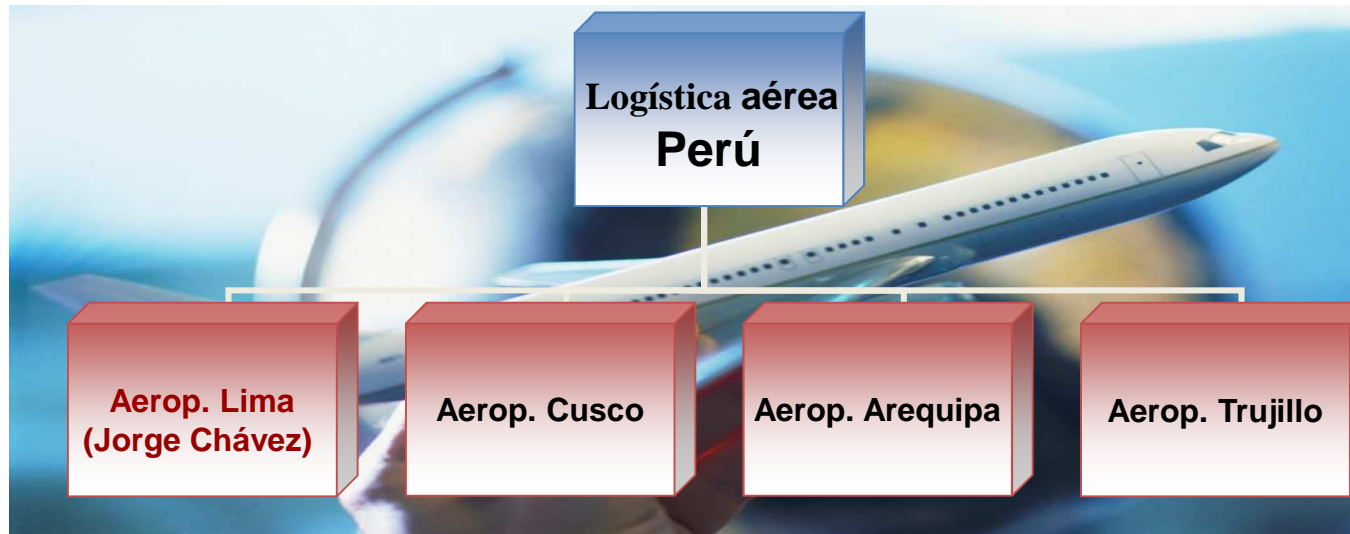 Logística aérea
Perú
Aerop. Lima
(Jorge Chávez)
Aerop. Cusco
Aerop. Arequipa
Aerop. Trujillo